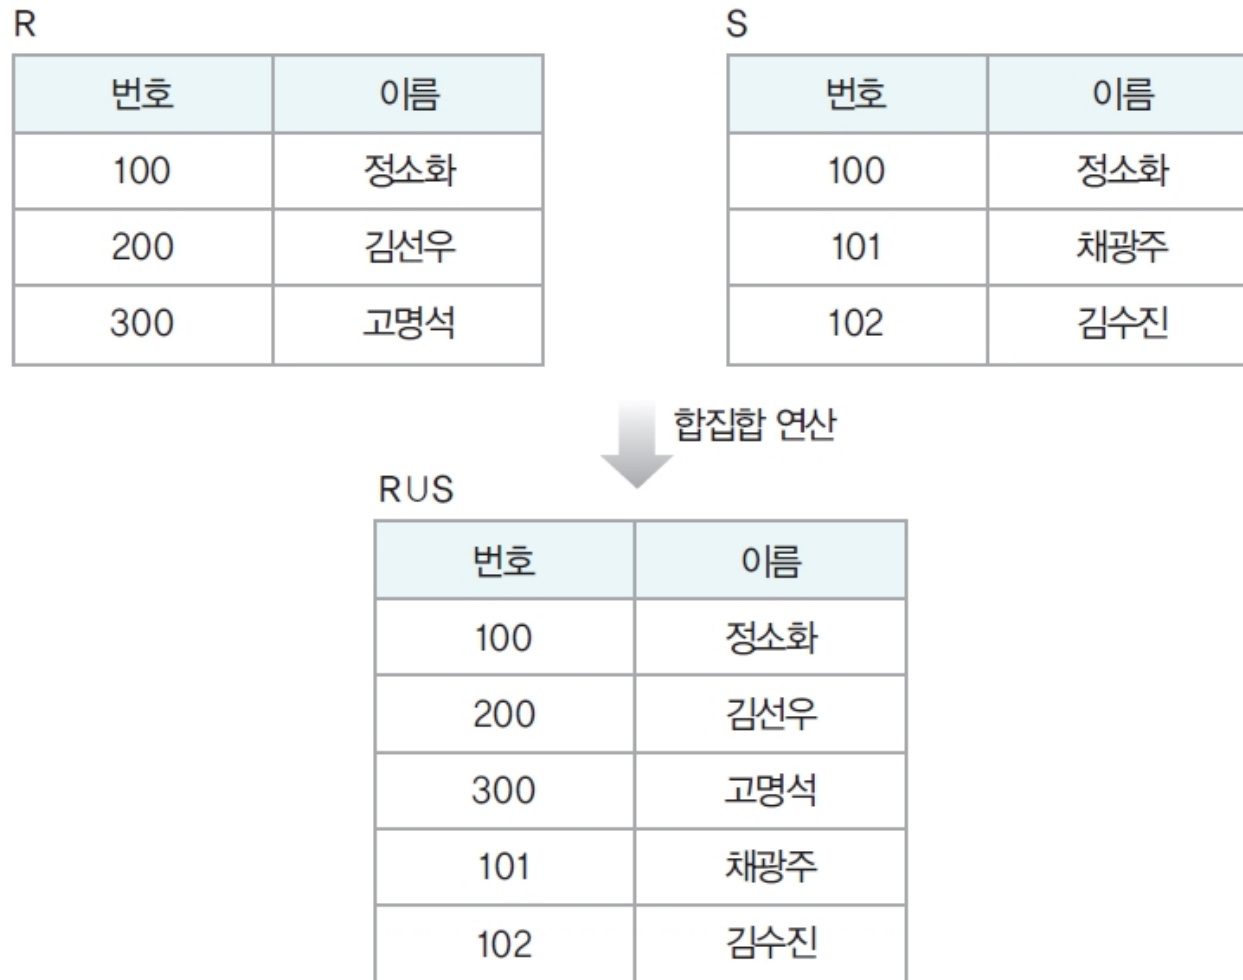 R S
번호 이름 번호 이름
100 정소화 100 정소화
200 김선우 101 채광주
300 고명석 102 김수진
합집합 연산
R∪S
번호 이름
100 정소화
200 김선우
300 고명석
101 채광주
102 김수진